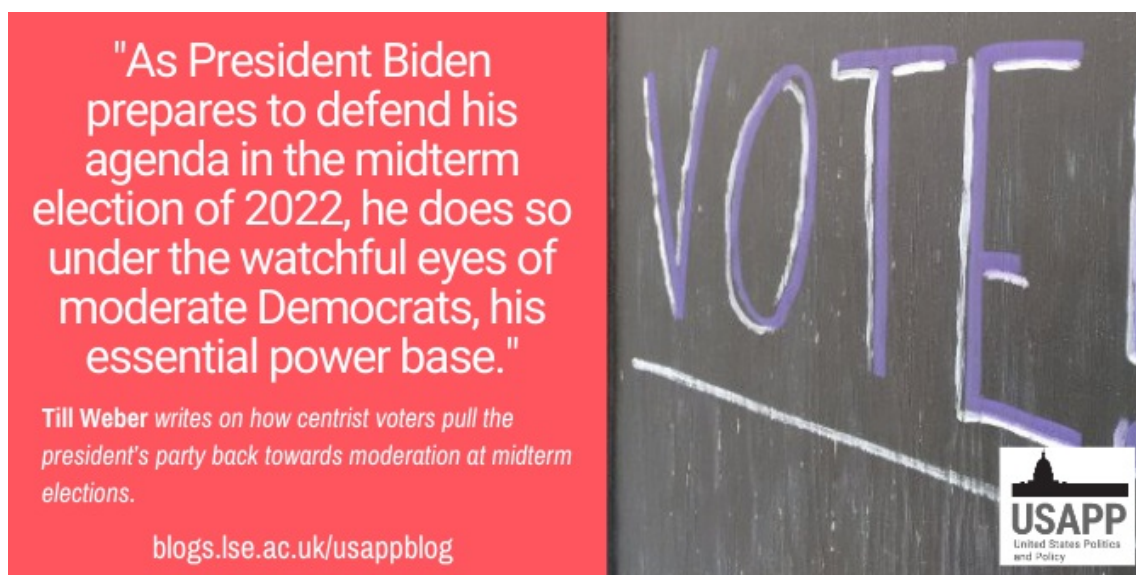 "As President Biden
prepares to defend his
agenda in the midterm
election of 2022, he does so
under the watchful eyes of
moderate Democrats, his
essential power base."
Till Weber writes on how centrist voters pull the
president's party back towards moderation at midterm
elections.
blogs.lse.ac.uk/usappblog
VOTE
USAPP
United States Politics
and Policy